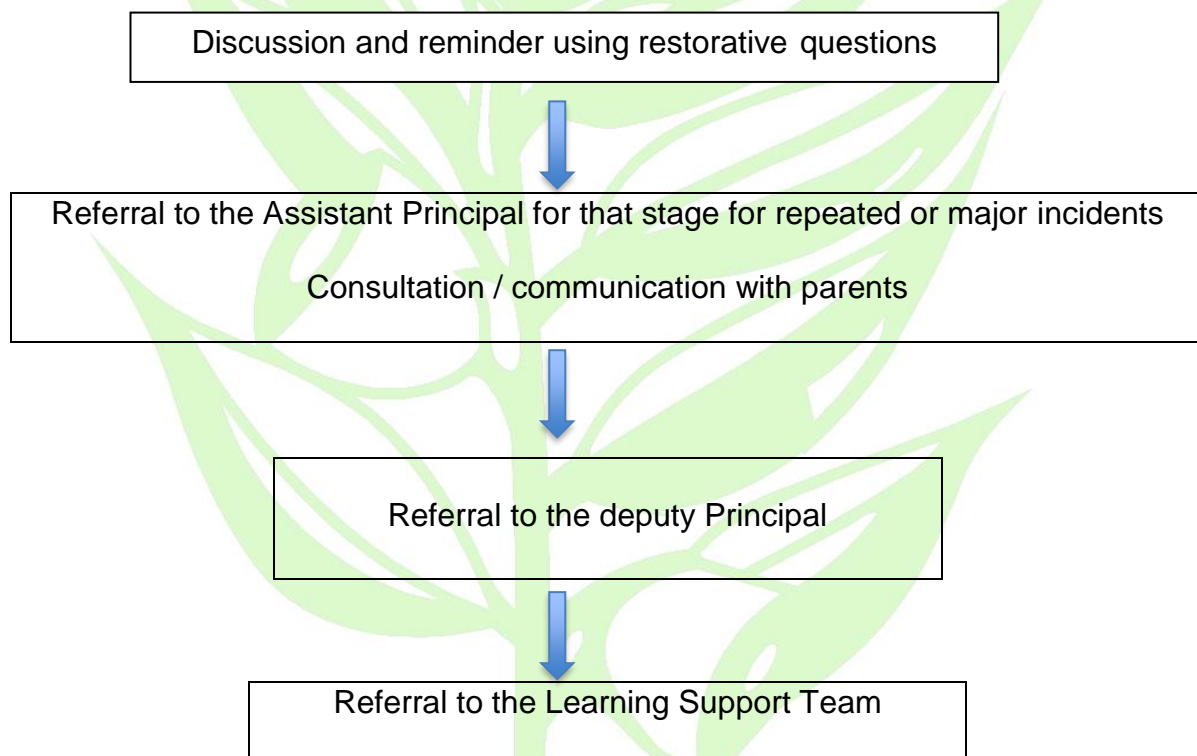 Discussion and reminder using restorative questions
Referral to the Assistant Principal for that stage for repeated or major incidents
Consultation / communication with parents
Referral to the deputy Principal
Referral to the Learning Support Team